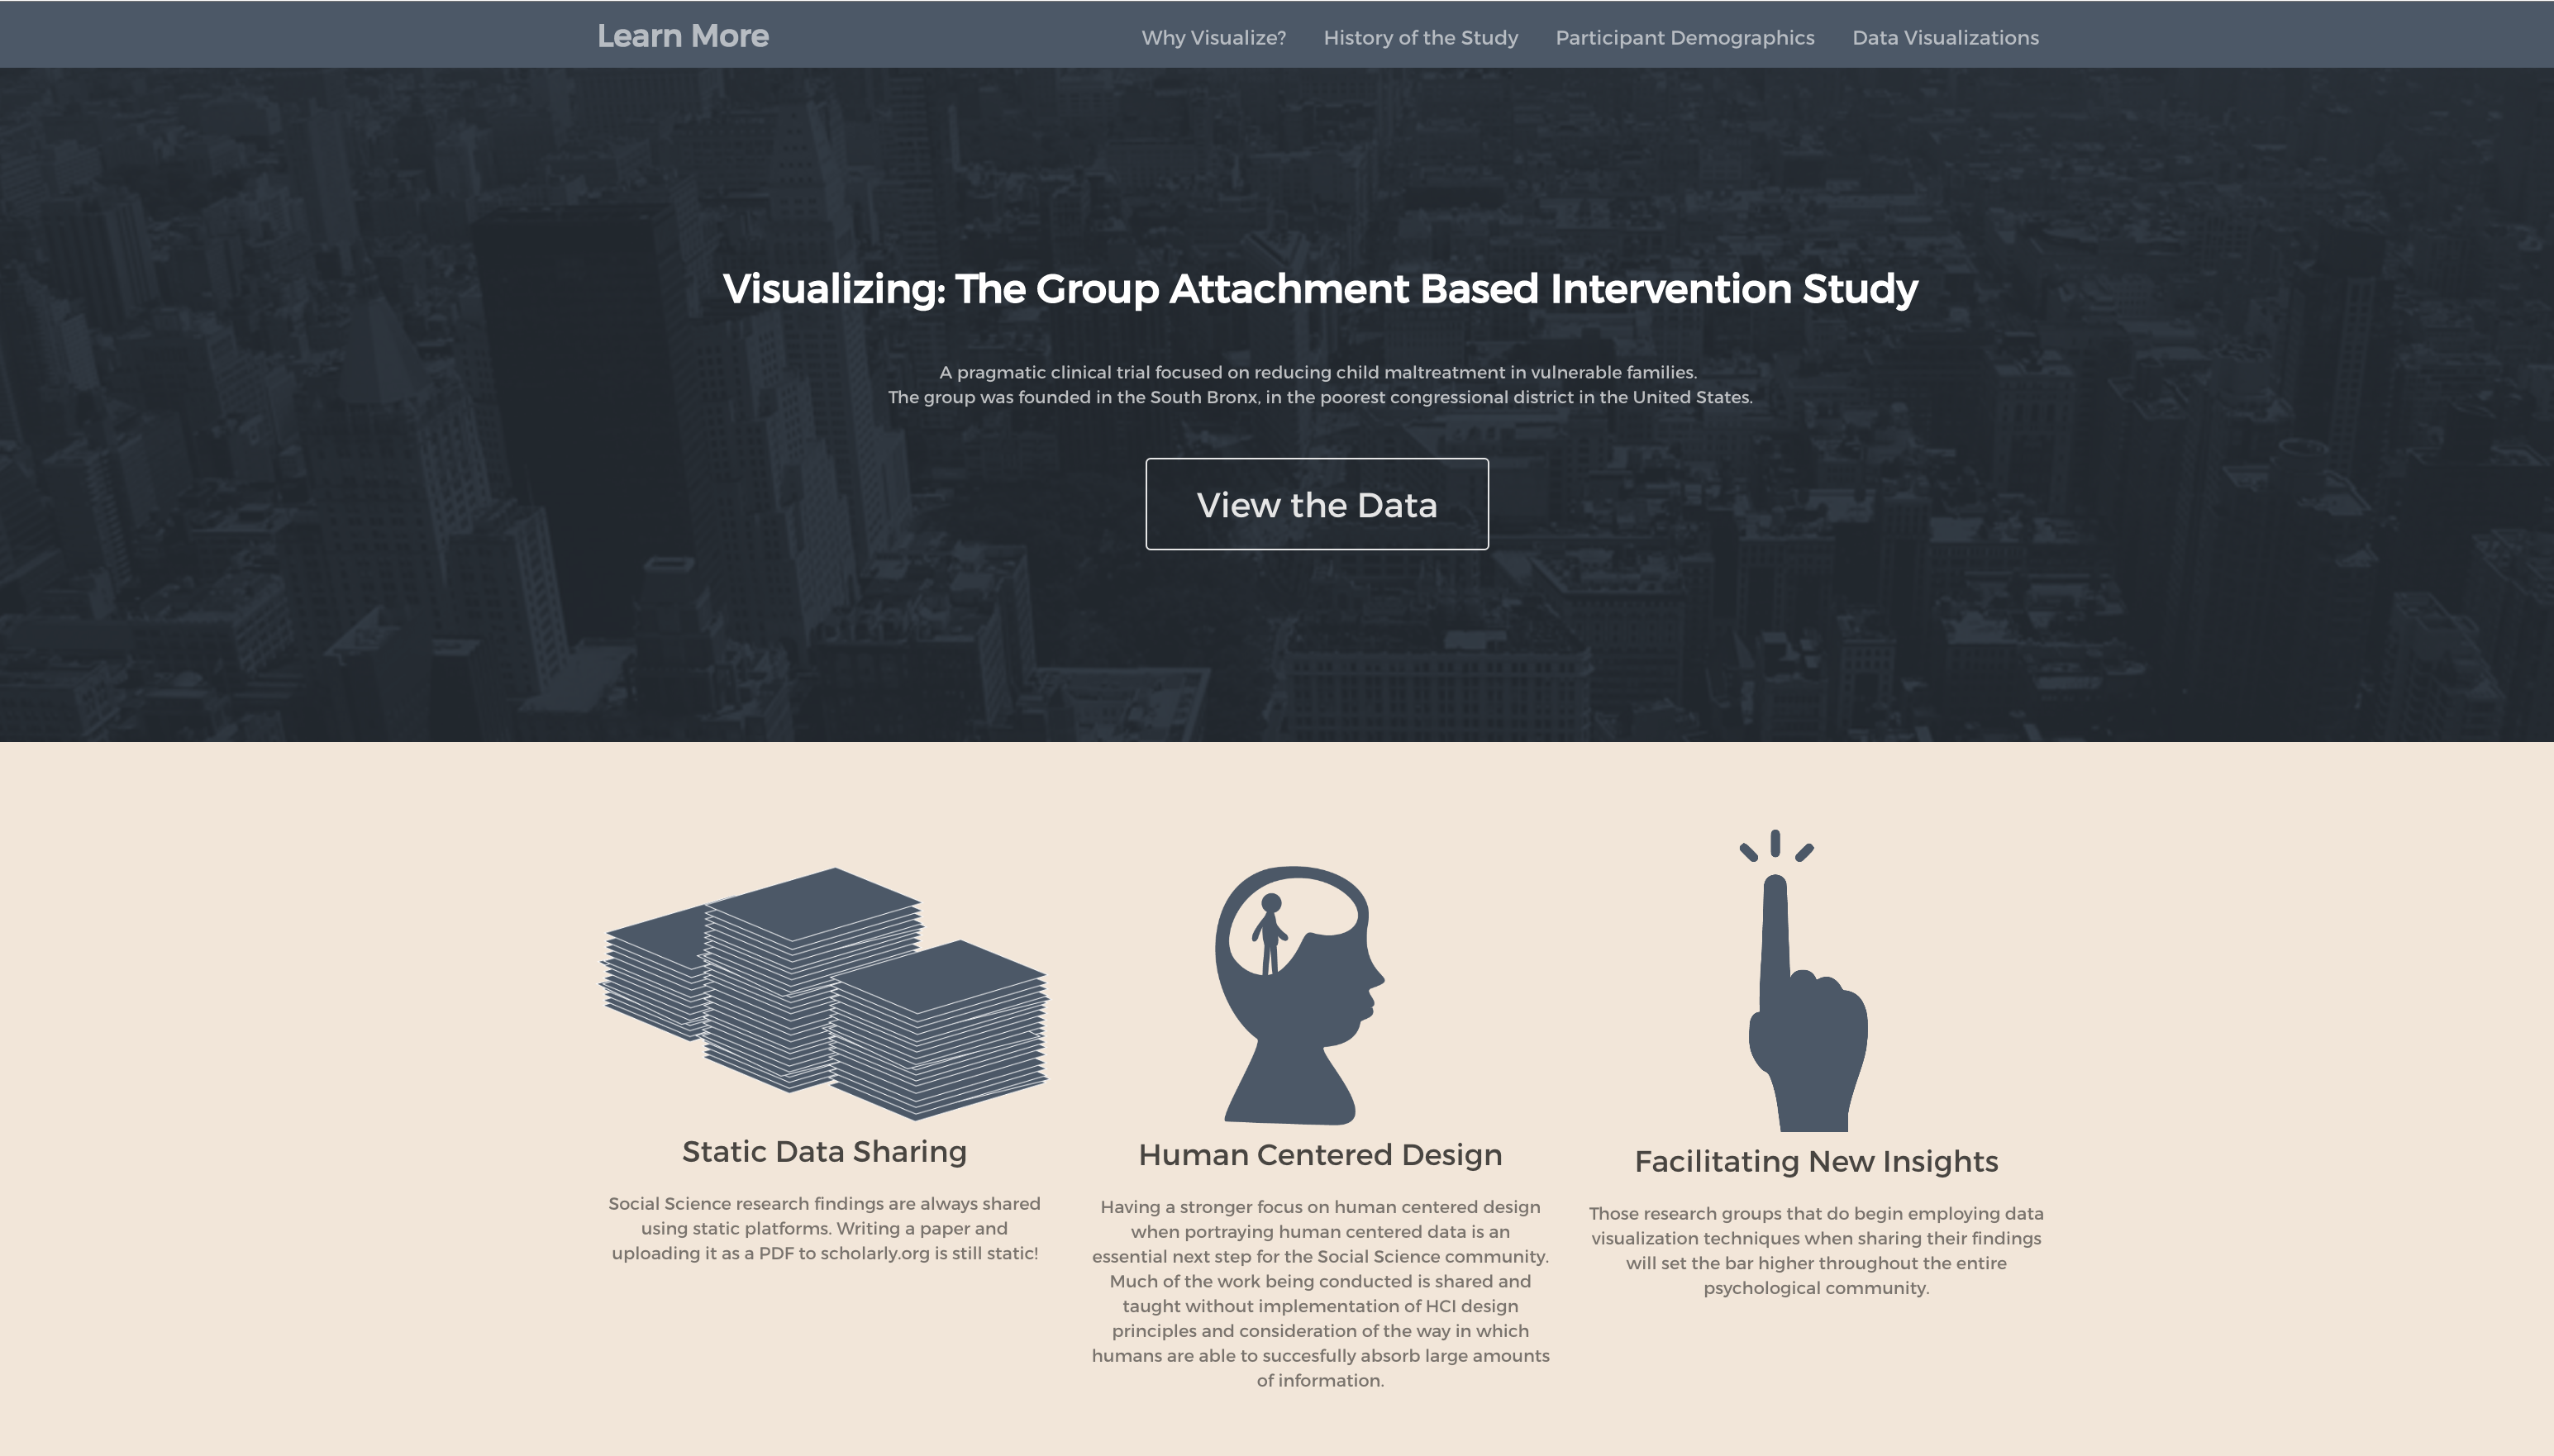 Learn More
Why Visualize? History of the Study Participant Demographics Data Visualizations
Visualizing: The Group Attachment Based Intervention Study
A pragmatic clinical trial focused on reducing child maltreatment in vulnerable families.
The group was founded in the South Bronx, in the poorest congressional district in the United States.
View the Data
Static Data Sharing
Social Science research findings are always shared
using static platforms. Writing a paper and
uploading it as a PDF to scholarly.org is still static!
Human Centered Design
Having a stronger focus on human centered design
when portraying human centered data is an
essential next step for the Social Science community.
Much of the work being conducted is shared and
taught without implementation of HCI design
principles and consideration of the way in which
humans are able to succesfully absorb large amounts
of information.
Facilitating New Insights
Those research groups that do begin employing data
visualization techniques when sharing their findings
will set the bar higher throughout the entire
psychological community.